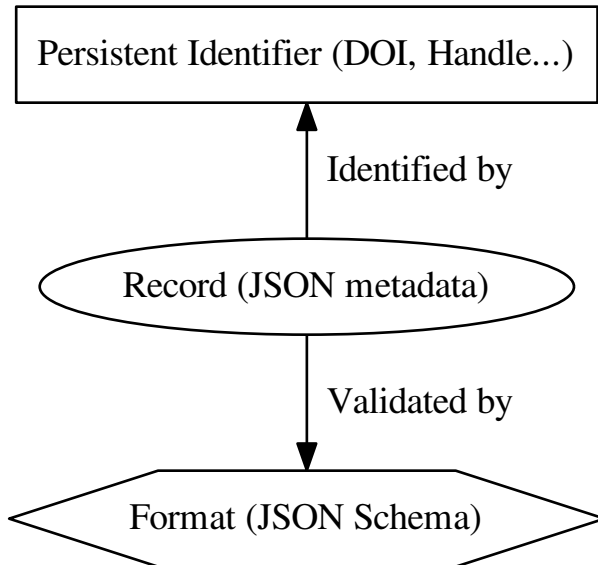 Persistent Identifier (DOI, Handle...)
Identified by
Record (JSON metadata)
Validated by
Format (JSON Schema)